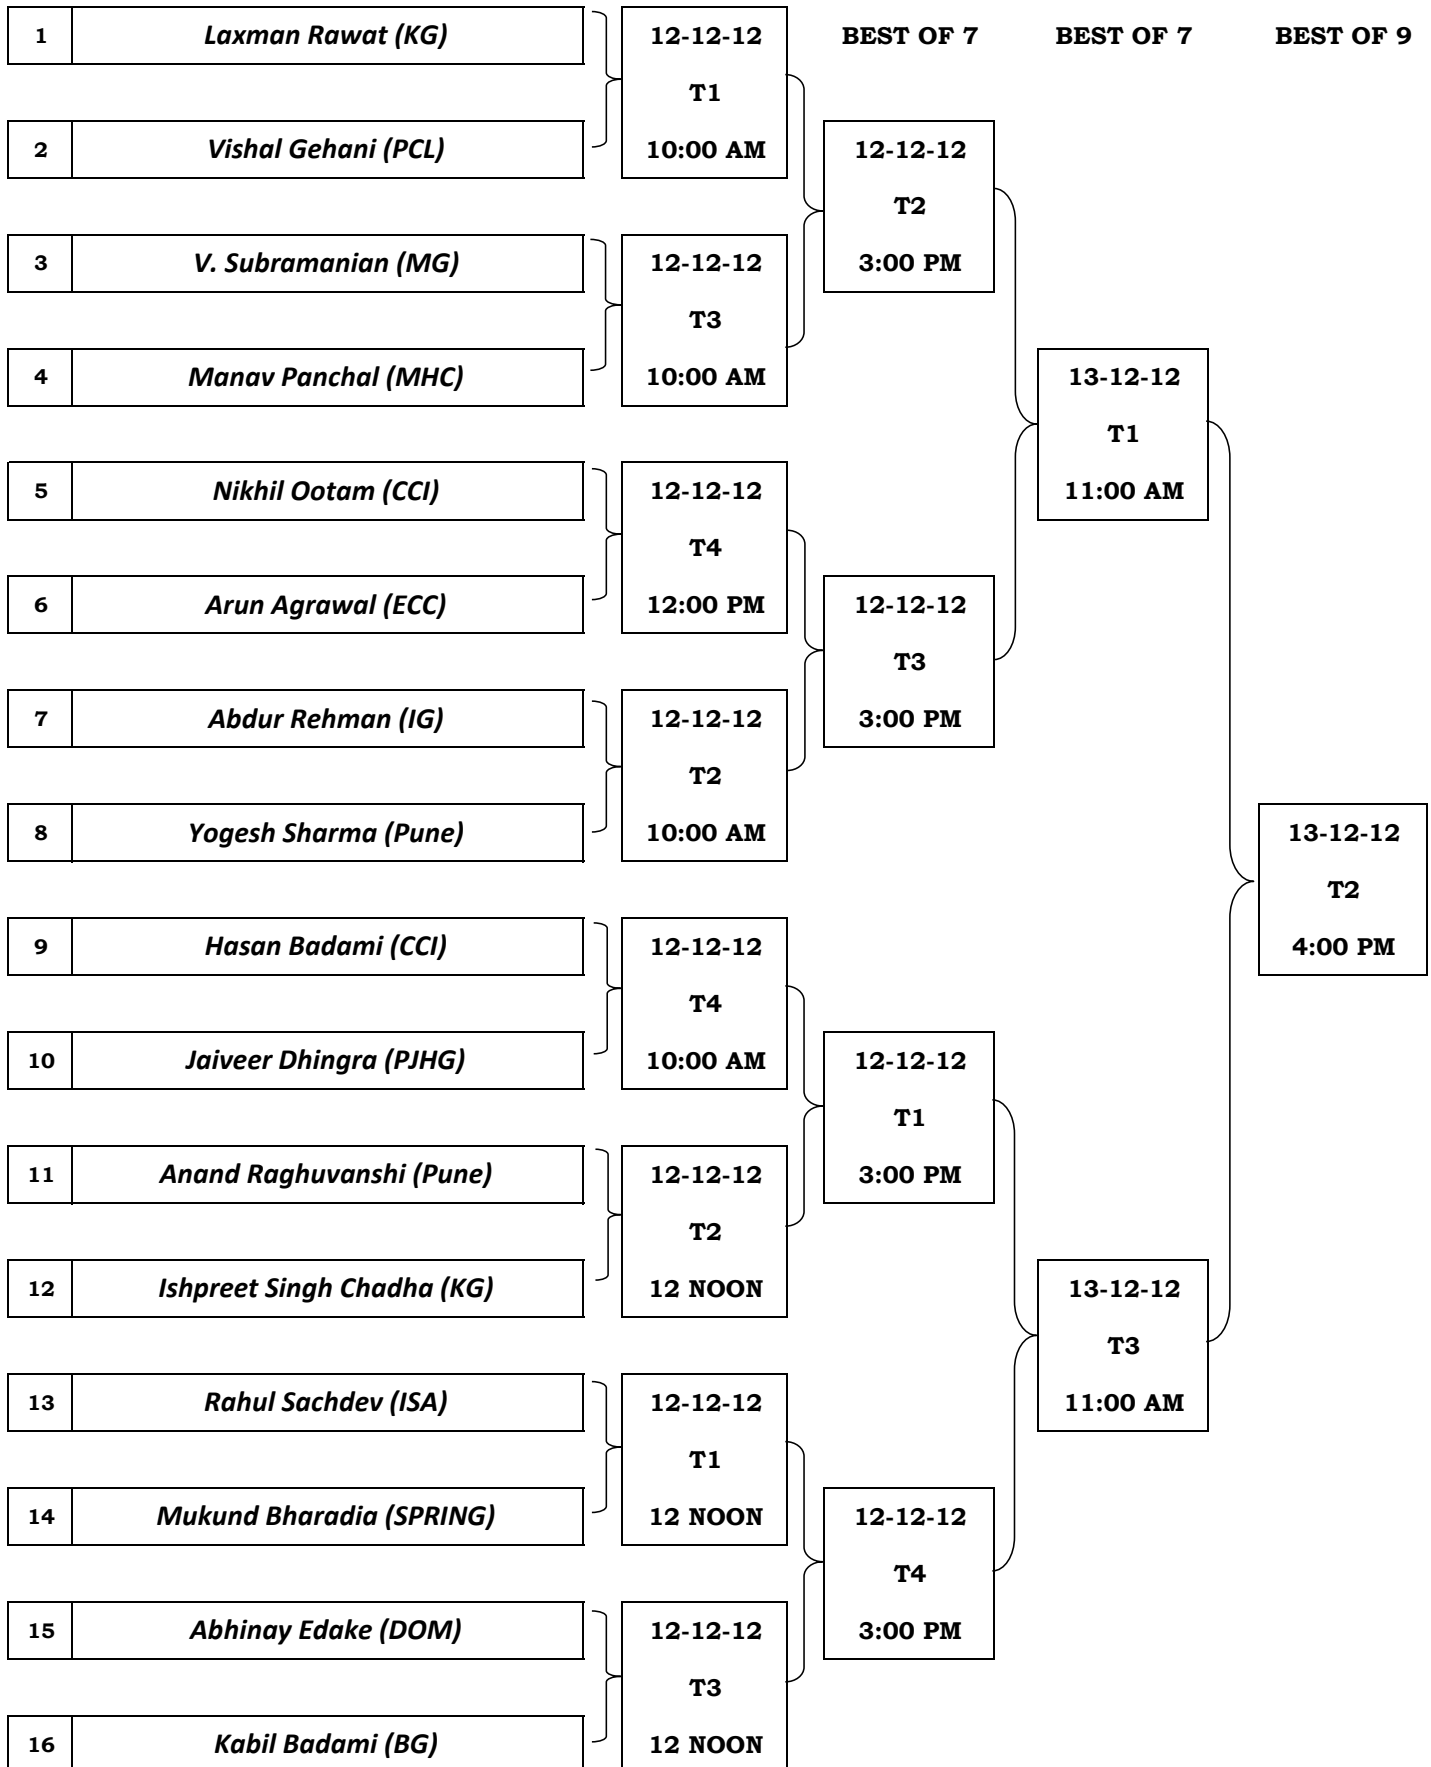 1 Laxman Rawat (KG) 12-12-12 BEST OF 7 BEST OF 7 BEST OF 9
T1
2 Vishal Gehani (PCL) 10:00 AM 12-12-12
T2
3 V. Subramanian (MG) 12-12-12 3:00 PM
T3
4 Manav Panchal (MHC) 10:00 AM 13-12-12
T1
5 Nikhil Ootam (CCI) 12-12-12 11:00 AM
T4
6 Arun Agrawal (ECC) 12:00 PM 12-12-12
T3
7 Abdur Rehman (IG) 12-12-12 3:00 PM
T2
8 Yogesh Sharma (Pune) 10:00 AM 13-12-12
T2
9 Hasan Badami (CCI) 12-12-12 4:00 PM
T4
10 Jaiveer Dhingra (PJHG) 10:00 AM 12-12-12
T1
11 Anand Raghuvanshi (Pune) 12-12-12 3:00 PM
T2
12 Ishpreet Singh Chadha (KG) 12 NOON 13-12-12
T3
13 Rahul Sachdev (ISA) 12-12-12 11:00 AM
T1
14 Mukund Bharadia (SPRING) 12 NOON 12-12-12
T4
15 Abhinay Edake (DOM) 12-12-12 3:00 PM
T3
16 Kabil Badami (BG) 12 NOON